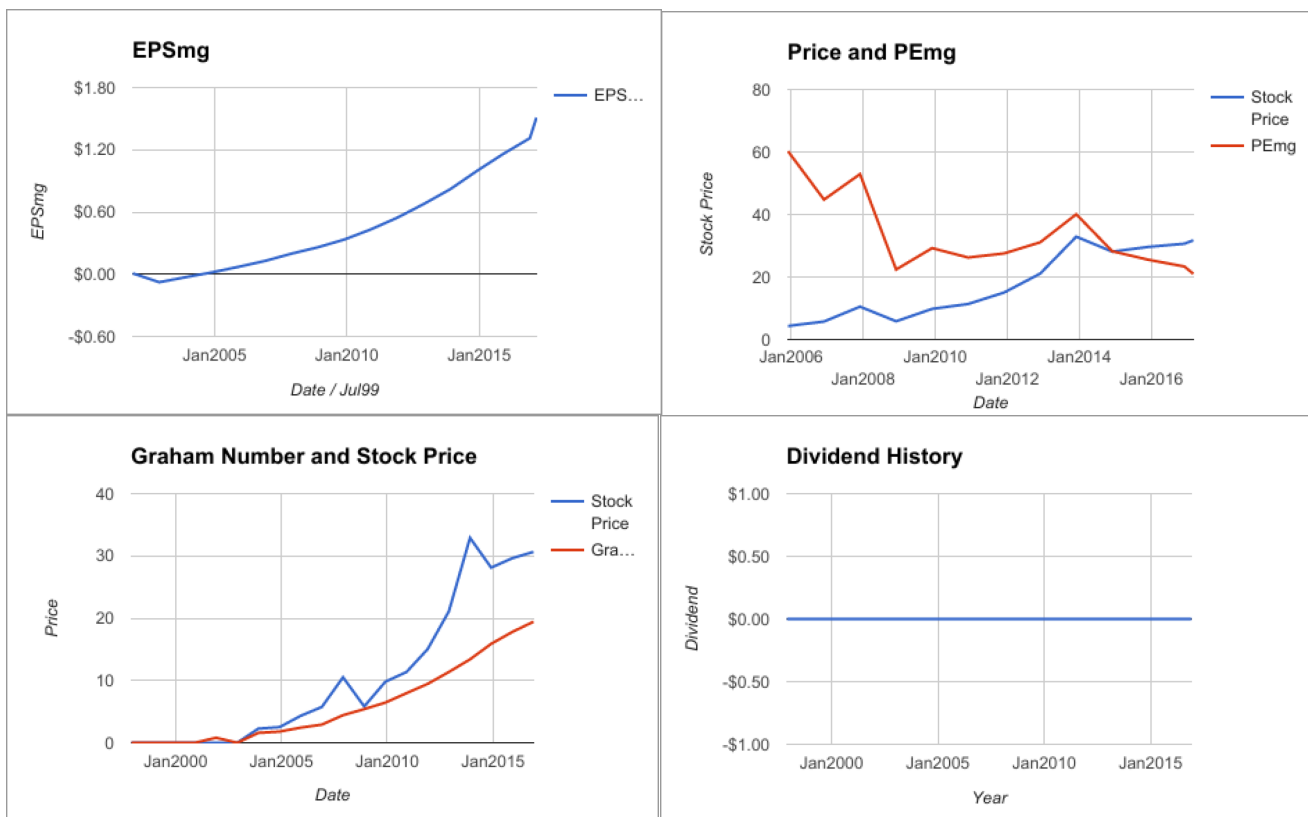 EPSmg
$1.80
$1.20
$0.60
$0.00
-$0.60
EPSmg
Jan2005
Jan2010
Jan2015
Date / Jul99
EPS…
Price and PEmg
80
60
40
20
0
Stock Price
Jan2006
Jan2008
Jan2010
Jan2012
Jan2014
Jan2016
Date
Stock
Price
PEmg
Graham Number and Stock Price
40
30
20
10
0
Price
Jan2000
Jan2005
Jan2010
Jan2015
Date
Stock
Price
Gra…
Dividend History
$1.00
$0.50
$0.00
-$0.50
-$1.00
Dividend
Jan2000
Jan2005
Jan2010
Jan2015
Year